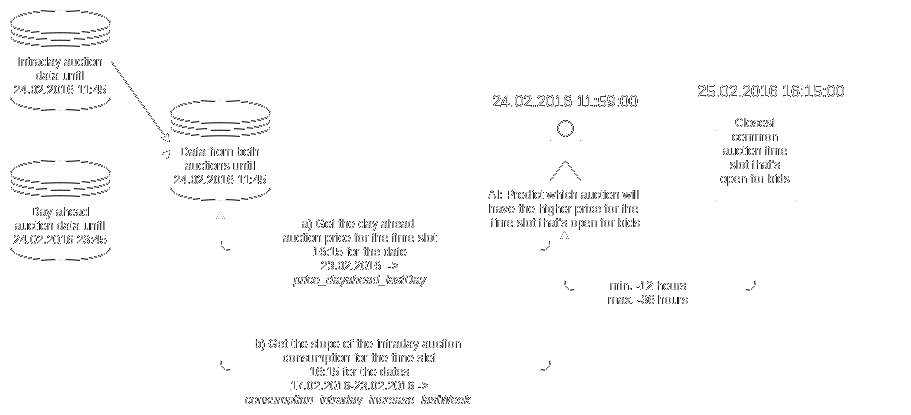 Intraday auction
data until
24.02.2016 11:45
Day ahead
auction data until
24.02.2016 23:45
Data from both
auctions until
24.02.2016 11:45
a) Get the day ahead
auction price for the time slot
16:15 for the date
23.02.2016 ->
price_dayahead_lastDay
b) Get the slope of the intraday auction
consumption for the time slot
16:15 for the dates
17.02.2016-23.02.2016 ->
consumption_intraday_increase_lastWeek
24.02.2016 11:59:00
AI: Predict which auction will
have the higher price for the
time slot that's open for bids
min. -12 hours
max. -36 hours
25.02.2016 16:15:00
Closest
common
auction time
slot that's
open for bids